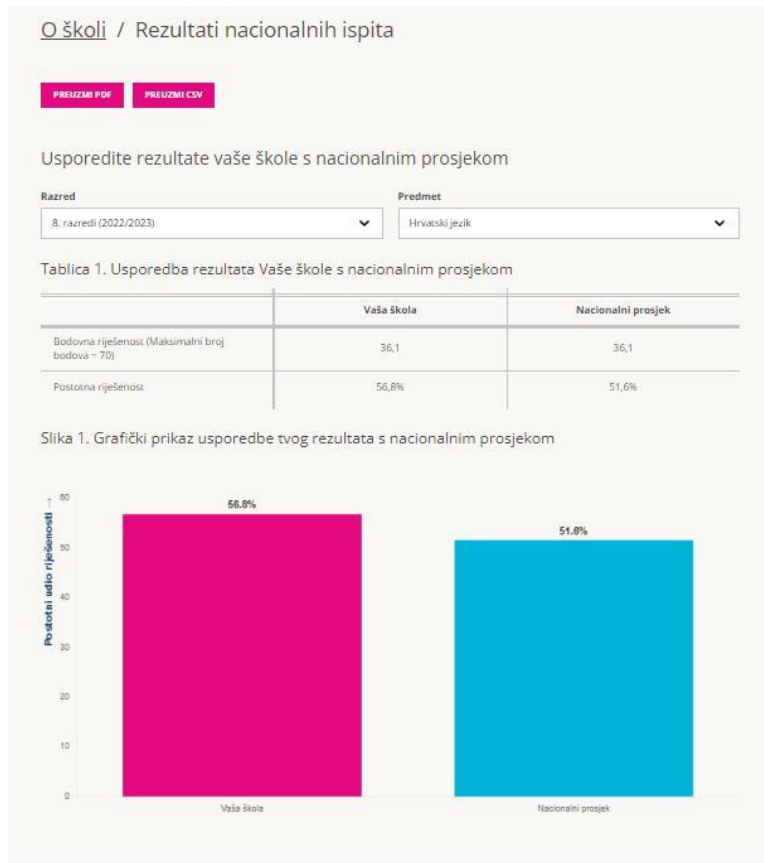 O školi / Rezultati nacionalnih ispita
PREUZMI PDF PREUZMI CSV
Usporedite rezultate vaše škole s nacionalnim prosjekom
Razred Predmet
8. razredi (2022/2023) Hrvatski jezik
Tablica 1. Usporedba rezultata Vaše škole s nacionalnim prosjekom
Vaša škola Nacionalni prosjek
Bodovna riješenost (Maksimalni broj
bodova = 70) 36,1 36,1
Postotna riješenost 56,8% 51,6%
Slika 1. Grafički prikaz usporedbe tvog rezultata s nacionalnim prosjekom
Postotni udio riješenosti →
60
50
40
30
20
10
0
56.8%
51.6%
Vaša škola Nacionalni prosjek